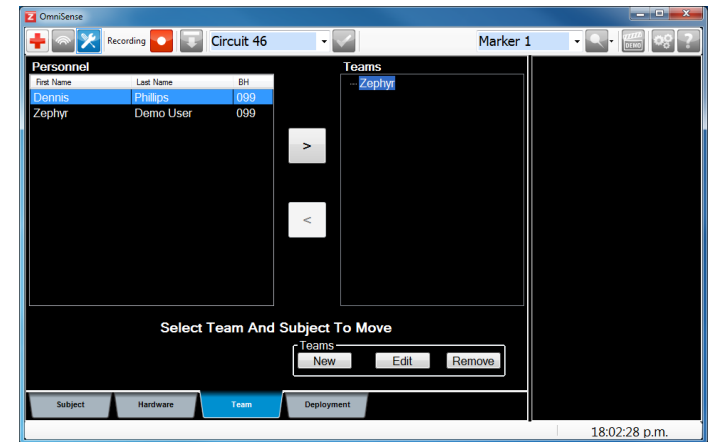 Z OmniSense
Recording Circuit 46 Marker 1 DEMO ?
Personnel
First Name Last Name BH
Dennis Phillips 099
Zephyr Demo User 099
Teams
Zephyr
>
<
Select Team And Subject To Move
Teams
New Edit Remove
Subject Hardware Team Deployment
18:02:28 p.m.